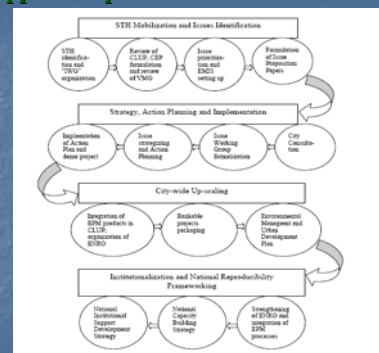 STH Mobilization and Issues Identification
STH
identifica-
tion and
"TWG"
organization
Review of
CLUP, CEP
formulation
and review
of VMG
Issue
prioritiza-
tion and
EMIS
setting up
Formulation
of Issue
Proposition
Papers
Strategy, Action Planning and Implementation
Implementation
of Action
Plan and
demo project
Issue
strategizing
and Action
Planning
Issue
Working
Group
formalization
City
Consulta-
tion
City-wide Up-scaling
Integration of
EPM products in
CLUP,
organization of
ENRO
Bankable
projects
packaging
Environmental
Management and
Urban
Development
Plan
Institutionalization and National Reproducibility
Frameworking
National
Institutional
Support
Development
Strategy
National
Capacity
Building
Strategy
Strengthening
of ENRO and
integration of
EPM
processes